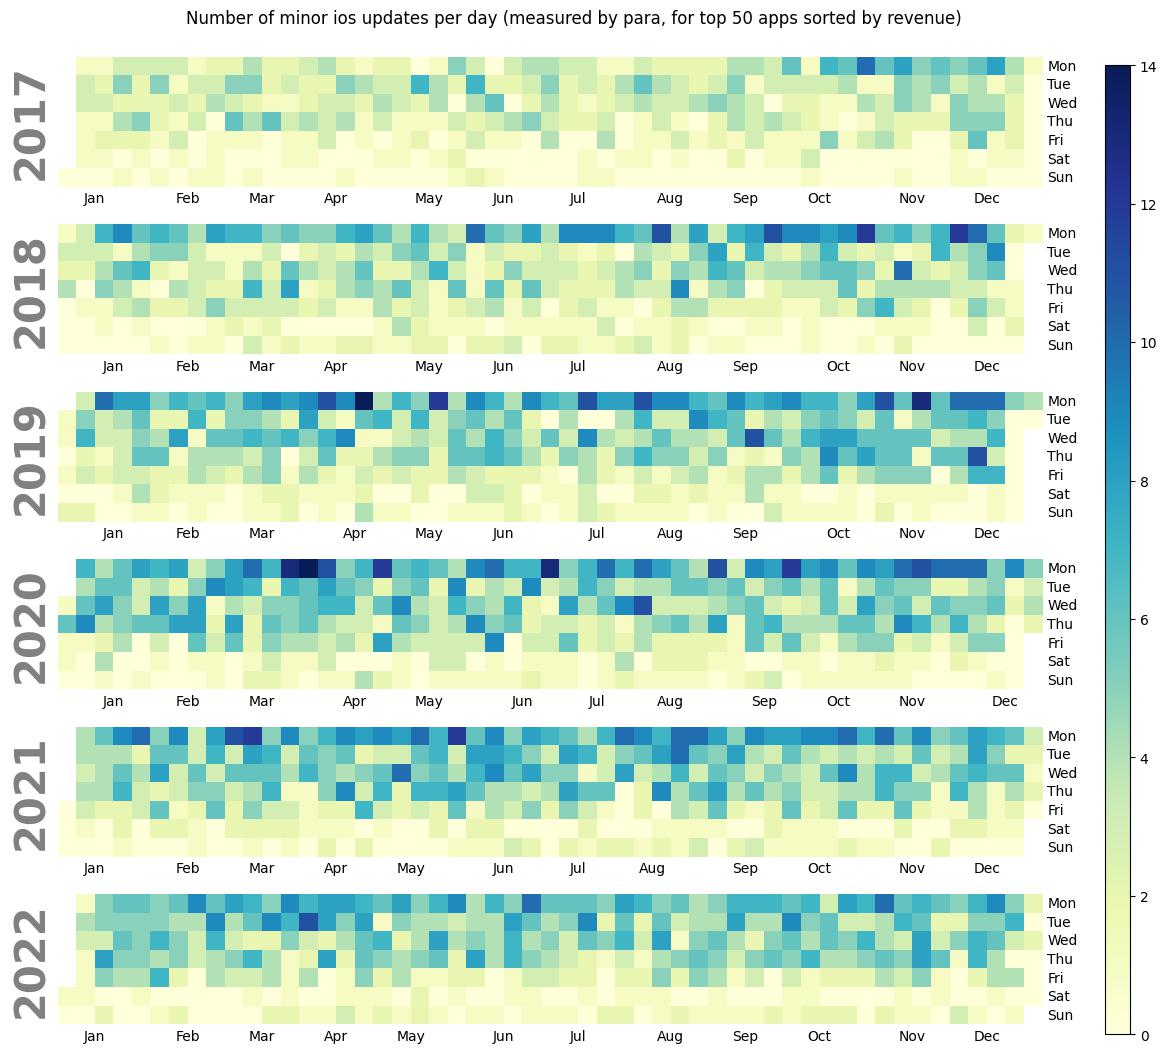 Number of minor ios updates per day (measured by para, for top 50 apps sorted by revenue)
2017
Mon
Tue
Wed
Thu
Fri
Sat
Sun
Jan Feb Mar Apr May Jun Jul Aug Sep Oct Nov Dec
2018
Mon
Tue
Wed
Thu
Fri
Sat
Sun
Jan Feb Mar Apr May Jun Jul Aug Sep Oct Nov Dec
2019
Mon
Tue
Wed
Thu
Fri
Sat
Sun
Jan Feb Mar Apr May Jun Jul Aug Sep Oct Nov Dec
2020
Mon
Tue
Wed
Thu
Fri
Sat
Sun
Jan Feb Mar Apr May Jun Jul Aug Sep Oct Nov Dec
2021
Mon
Tue
Wed
Thu
Fri
Sat
Sun
Jan Feb Mar Apr May Jun Jul Aug Sep Oct Nov Dec
2022
Mon
Tue
Wed
Thu
Fri
Sat
Sun
Jan Feb Mar Apr May Jun Jul Aug Sep Oct Nov Dec
14
12
10
8
6
4
2
0